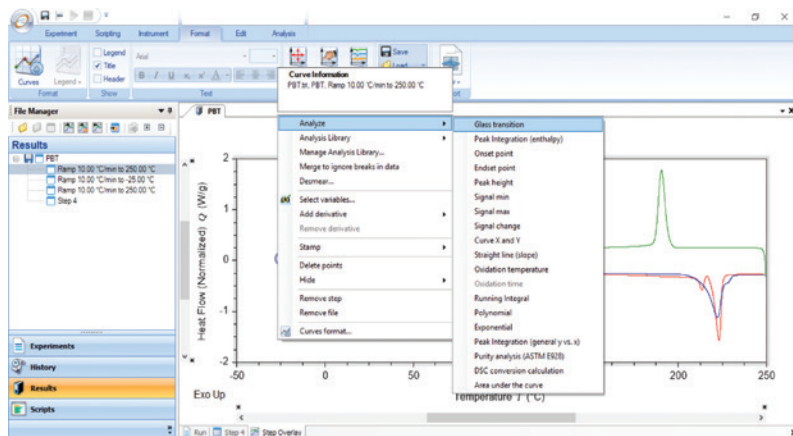 Experiment Scripting Instrument Format Edit Analysis
Curves
Legend
Format
Legend
Title
Header
Show
Arial
B I U x, x² A
Text
Save
Load
Curve Information
PBT.tri, PBT, Ramp 10.00 °C/min to 250.00 °C
File Manager
Results
PBT
Ramp 10.00 °C/min to 250.00 °C
Ramp 10.00 °C/min to -25.00 °C
Ramp 10.00 °C/min to 250.00 °C
Step 4
Experiments
History
Results
Scripts
PBT
Analyze
Analysis Library
Manage Analysis Library...
Merge to ignore breaks in data
Desmear...
Select variables...
Add derivative
Remove derivative
Stamp
Delete points
Hide
Remove step
Remove file
Curves format...
Glass transition
Peak Integration (enthalpy)
Onset point
Endset point
Peak height
Signal min
Signal max
Signal change
Curve X and Y
Straight line (slope)
Oxidation temperature
Oxidation time
Running Integral
Polynomial
Exponential
Peak Integration (general y vs. x)
Purity analysis (ASTM E928)
DSC conversion calculation
Area under the curve
Heat Flow (Normalized) Q (W/g)
2
1
0
-1
-2
-50 0 50 200 250
Exo Up
Temperature T (°C)
Run Step 4 Step Overlay